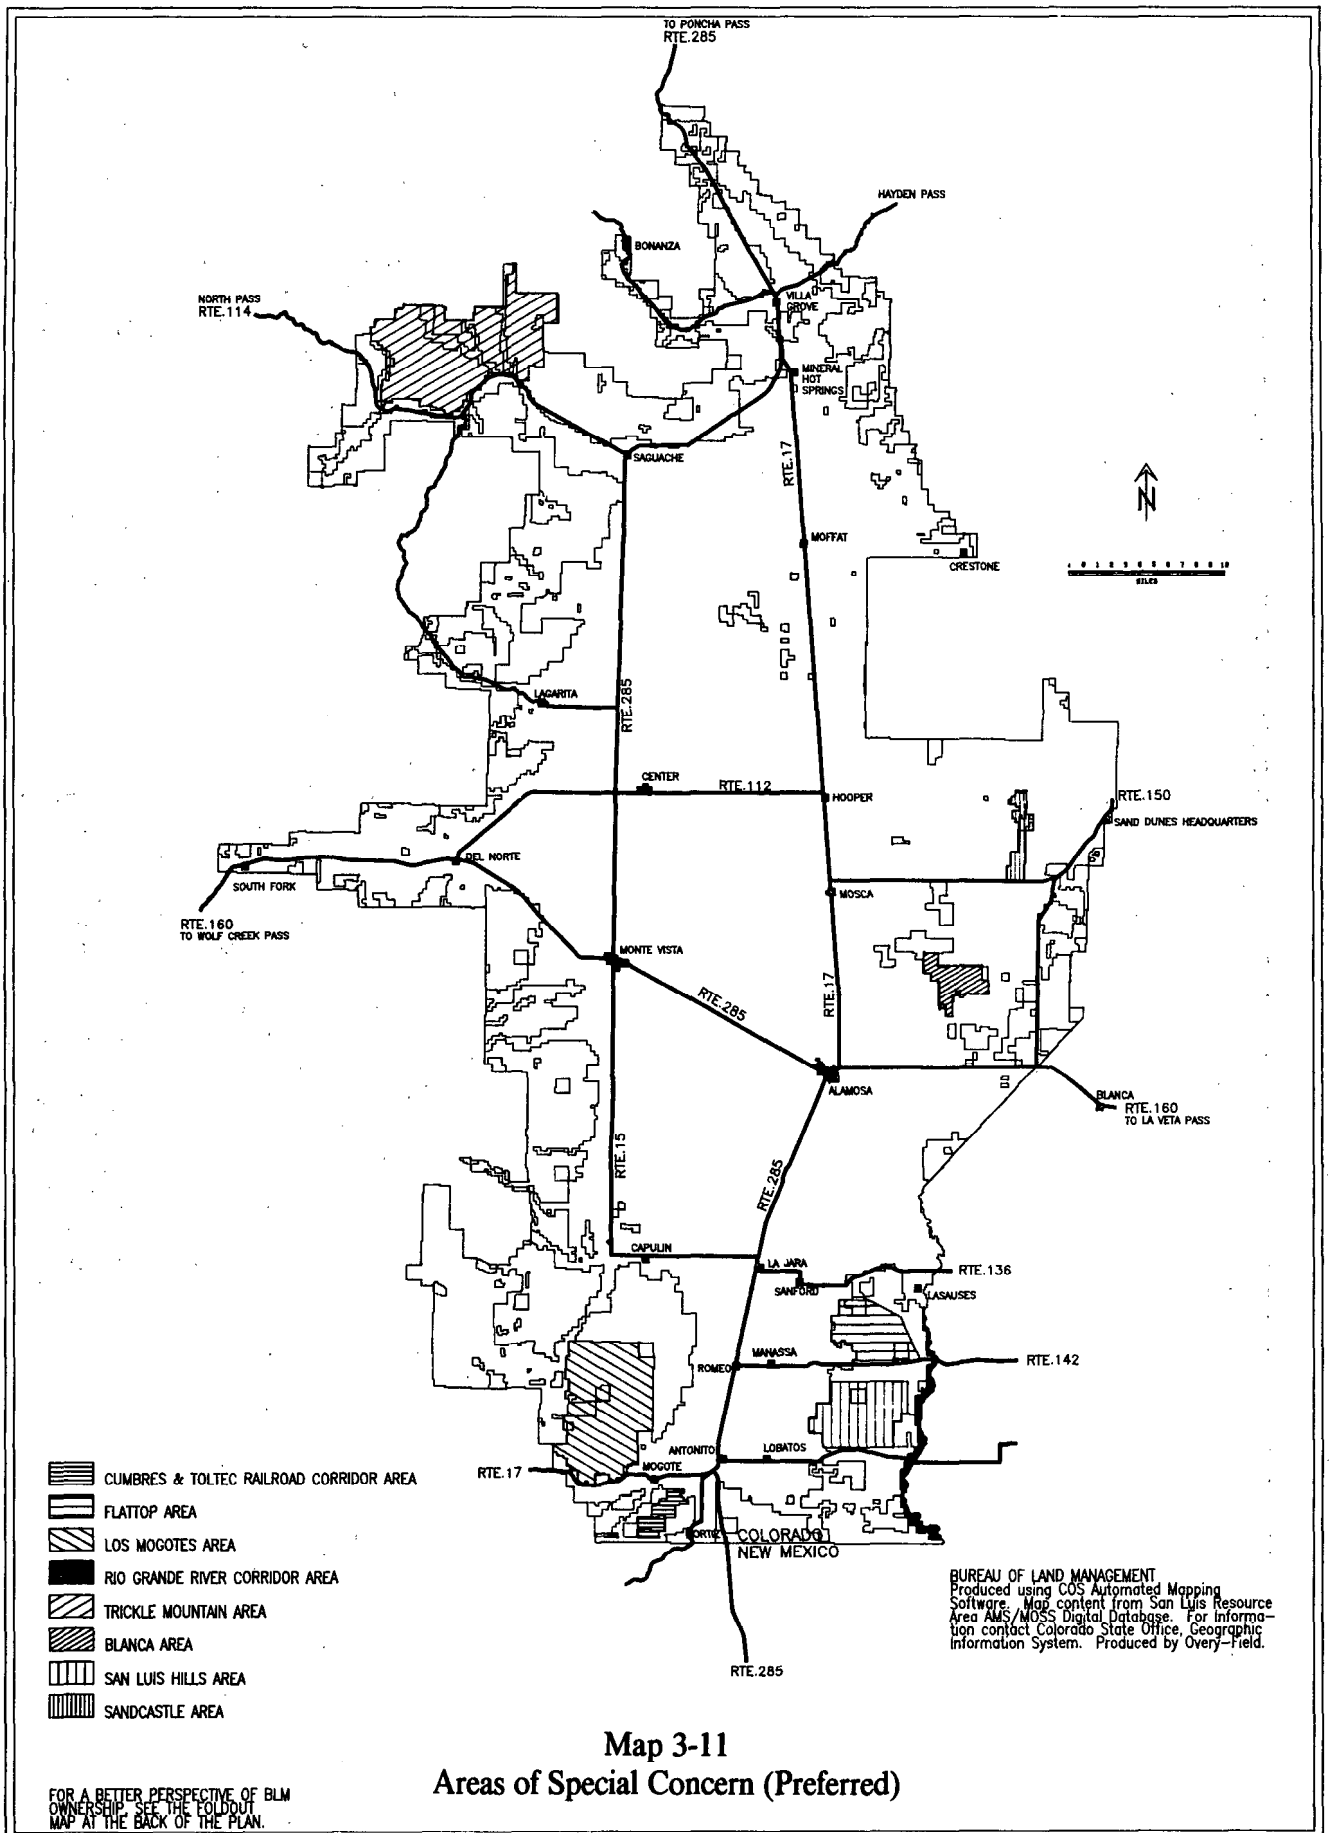 TO PONCHA PASS
RTE.285
HAYDEN PASS
BONANZA
NORTH PASS
RTE.114
VILLA
GROVE
MINERAL
HOT
SPRINGS
SAGUACHE
RTE.17
N
MOFFAT
CRESTONE
MILES
LAGARITA
RTE.285
CENTER
RTE.112
HOOPER
RTE.150
SAND DUNES HEADQUARTERS
DEL NORTE
SOUTH FORK
MOSCA
RTE.160
TO WOLF CREEK PASS
MONTE VISTA
RTE.285
RTE.17
ALAMOSA
BLANCA
RTE.160
TO LA VETA PASS
RTE.15
RTE.285
CAPULIN
LA JARA
RTE.136
SANFORD
LASAUSES
MANASSA
ROMEO
RTE.142
ANTONITO
LOBATOS
RTE.17
MOGOTE
ORTIZ
COLORADO
NEW MEXICO
RTE.285
CUMBRES & TOLTEC RAILROAD CORRIDOR AREA
FLATTOP AREA
LOS MOGOTES AREA
RIO GRANDE RIVER CORRIDOR AREA
TRICKLE MOUNTAIN AREA
BLANCA AREA
SAN LUIS HILLS AREA
SANDCASTLE AREA
BUREAU OF LAND MANAGEMENT
Produced using COS Automated Mapping
Software. Map content from San Luis Resource
Area AMS/MOSS Digital Database. For Informa-
tion contact Colorado State Office, Geographic
Information System. Produced by Overy-Field.
Map 3-11
Areas of Special Concern (Preferred)
FOR A BETTER PERSPECTIVE OF BLM
OWNERSHIP, SEE THE FOLDOUT
MAP AT THE BACK OF THE PLAN.